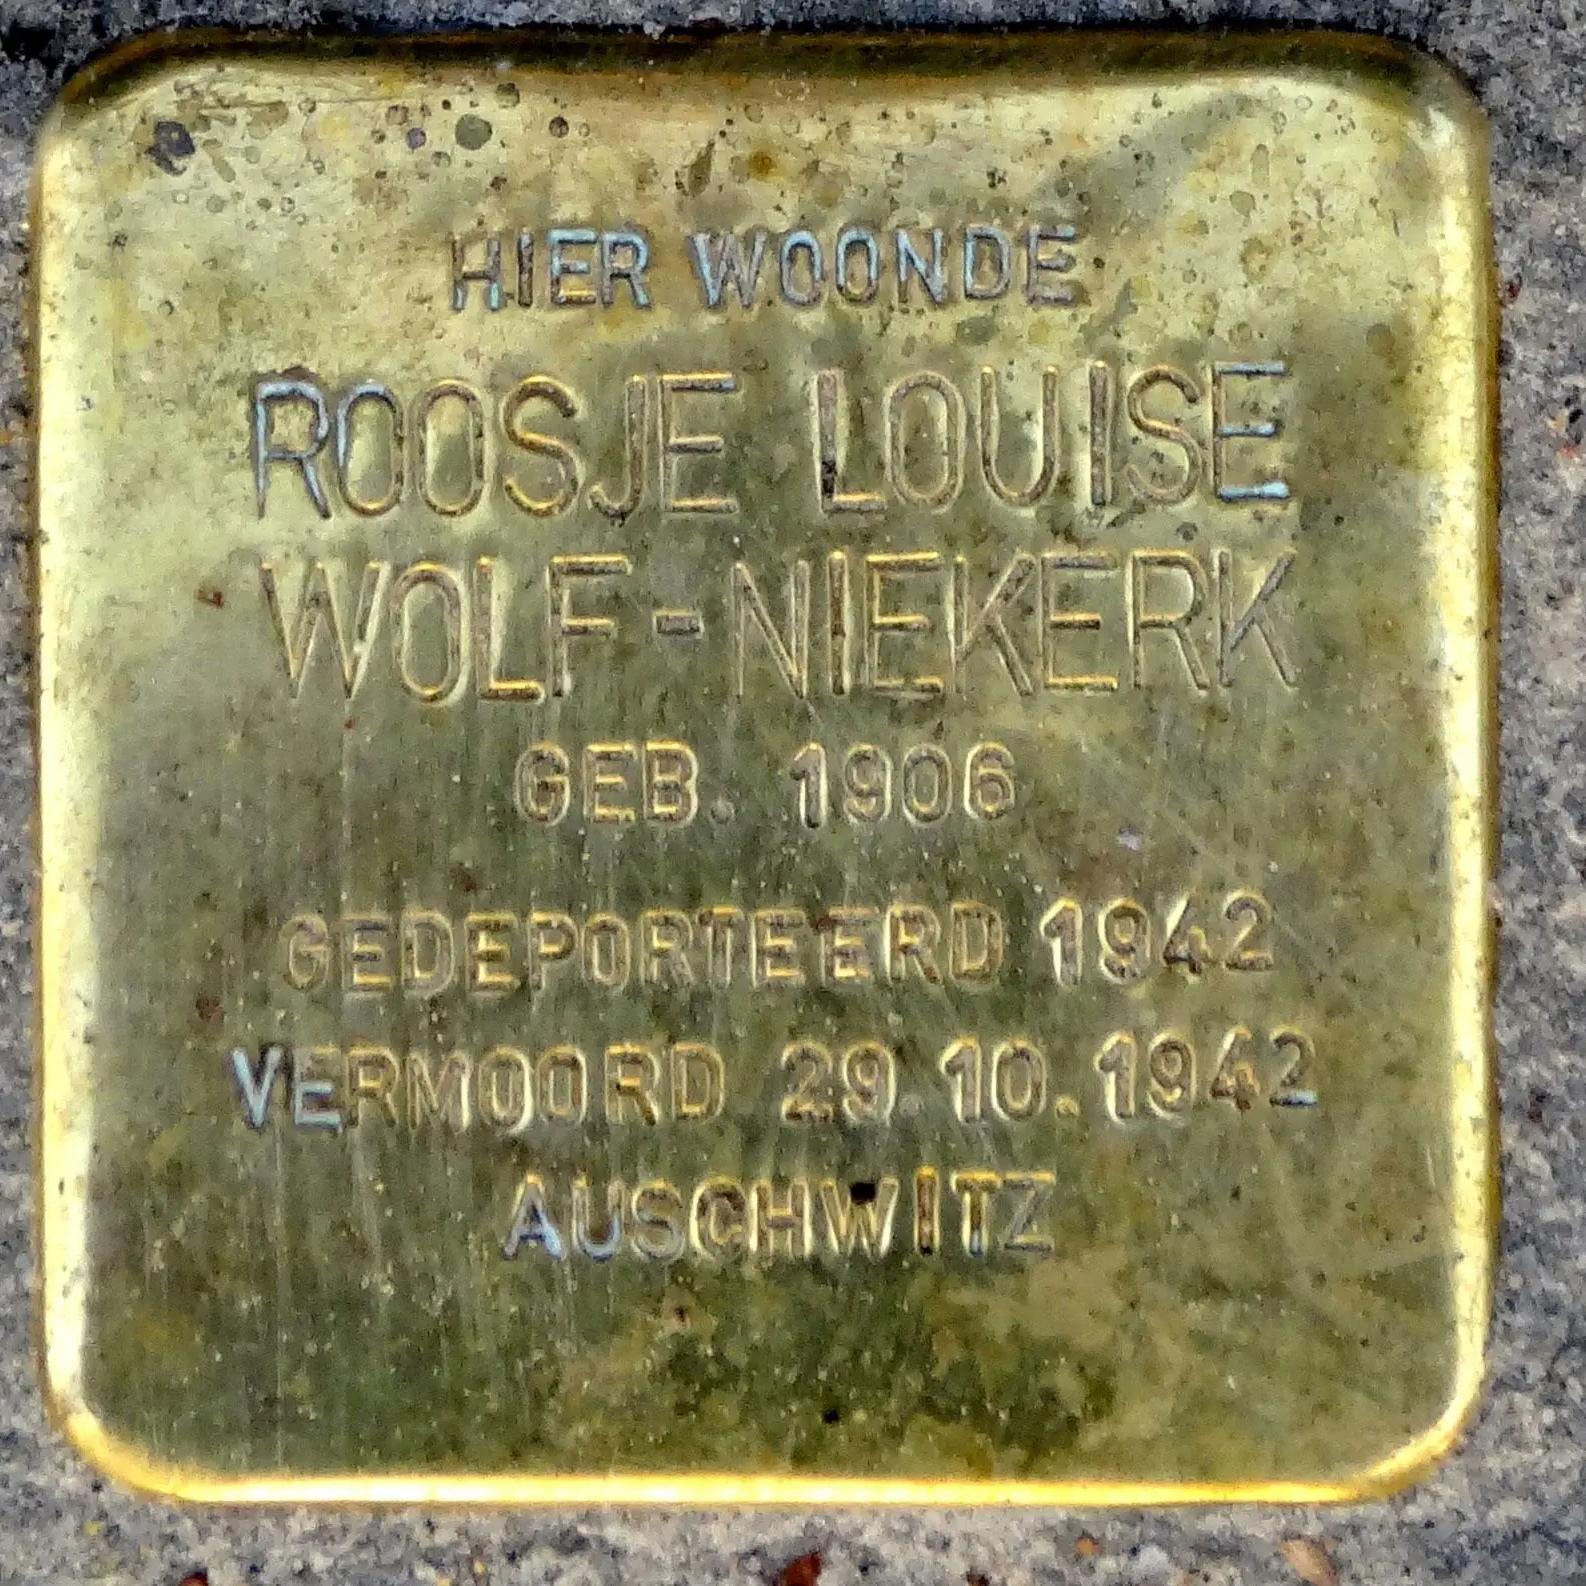 HIER WOONDE
ROOSJE LOUISE
WOLF-NIEKERK
GEB. 1906
GEDEPORTEERD 1942
VERMOORD 29.10.1942
AUSCHWITZ